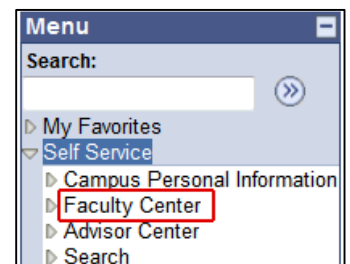 Menu
Search:
My Favorites
Self Service
Campus Personal Information
Faculty Center
Advisor Center
Search